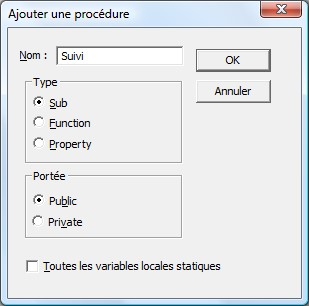 Ajouter une procédure
Nom : Suivi
OK
Type
Annuler
Sub
Function
Property
Portée
Public
Private
Toutes les variables locales statiques